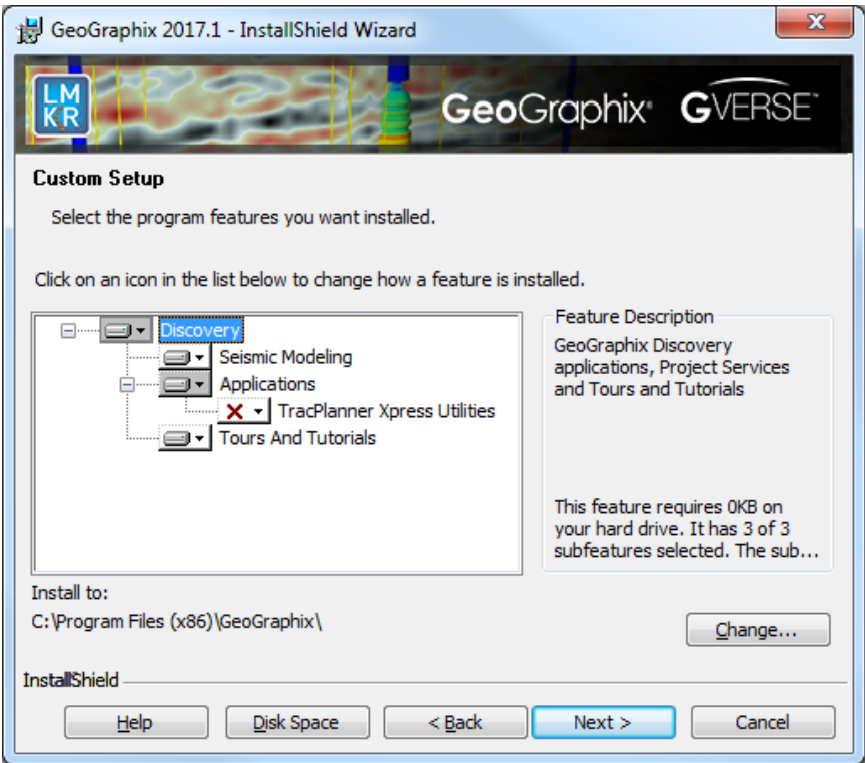 GeoGraphix 2017.1 - InstallShield Wizard
LM
KR
GeoGraphix® GVERSE™
Custom Setup
Select the program features you want installed.
Click on an icon in the list below to change how a feature is installed.
Discovery
Seismic Modeling
Applications
TracPlanner Xpress Utilities
Tours And Tutorials
Feature Description
GeoGraphix Discovery
applications, Project Services
and Tours and Tutorials
This feature requires 0KB on
your hard drive. It has 3 of 3
subfeatures selected. The sub...
Install to:
C:\Program Files (x86)\GeoGraphix\
Change...
InstallShield
Help
Disk Space
< Back
Next >
Cancel